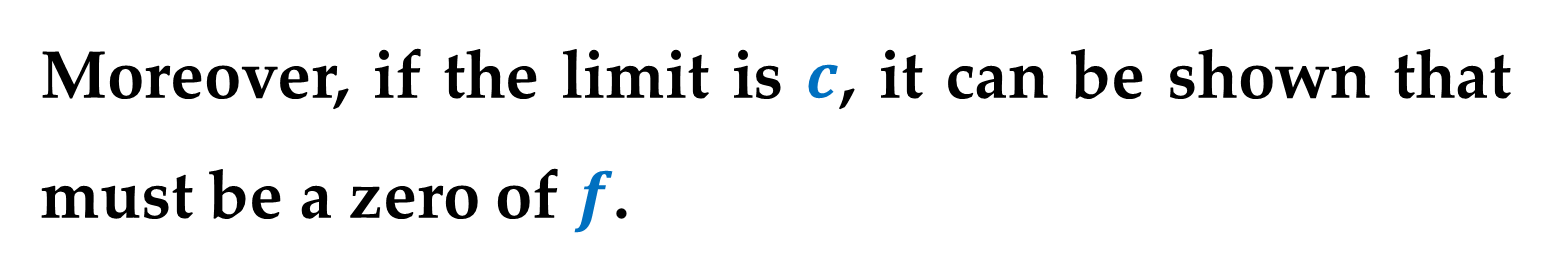 Moreover, if the limit is c, it can be shown that
must be a zero of f.